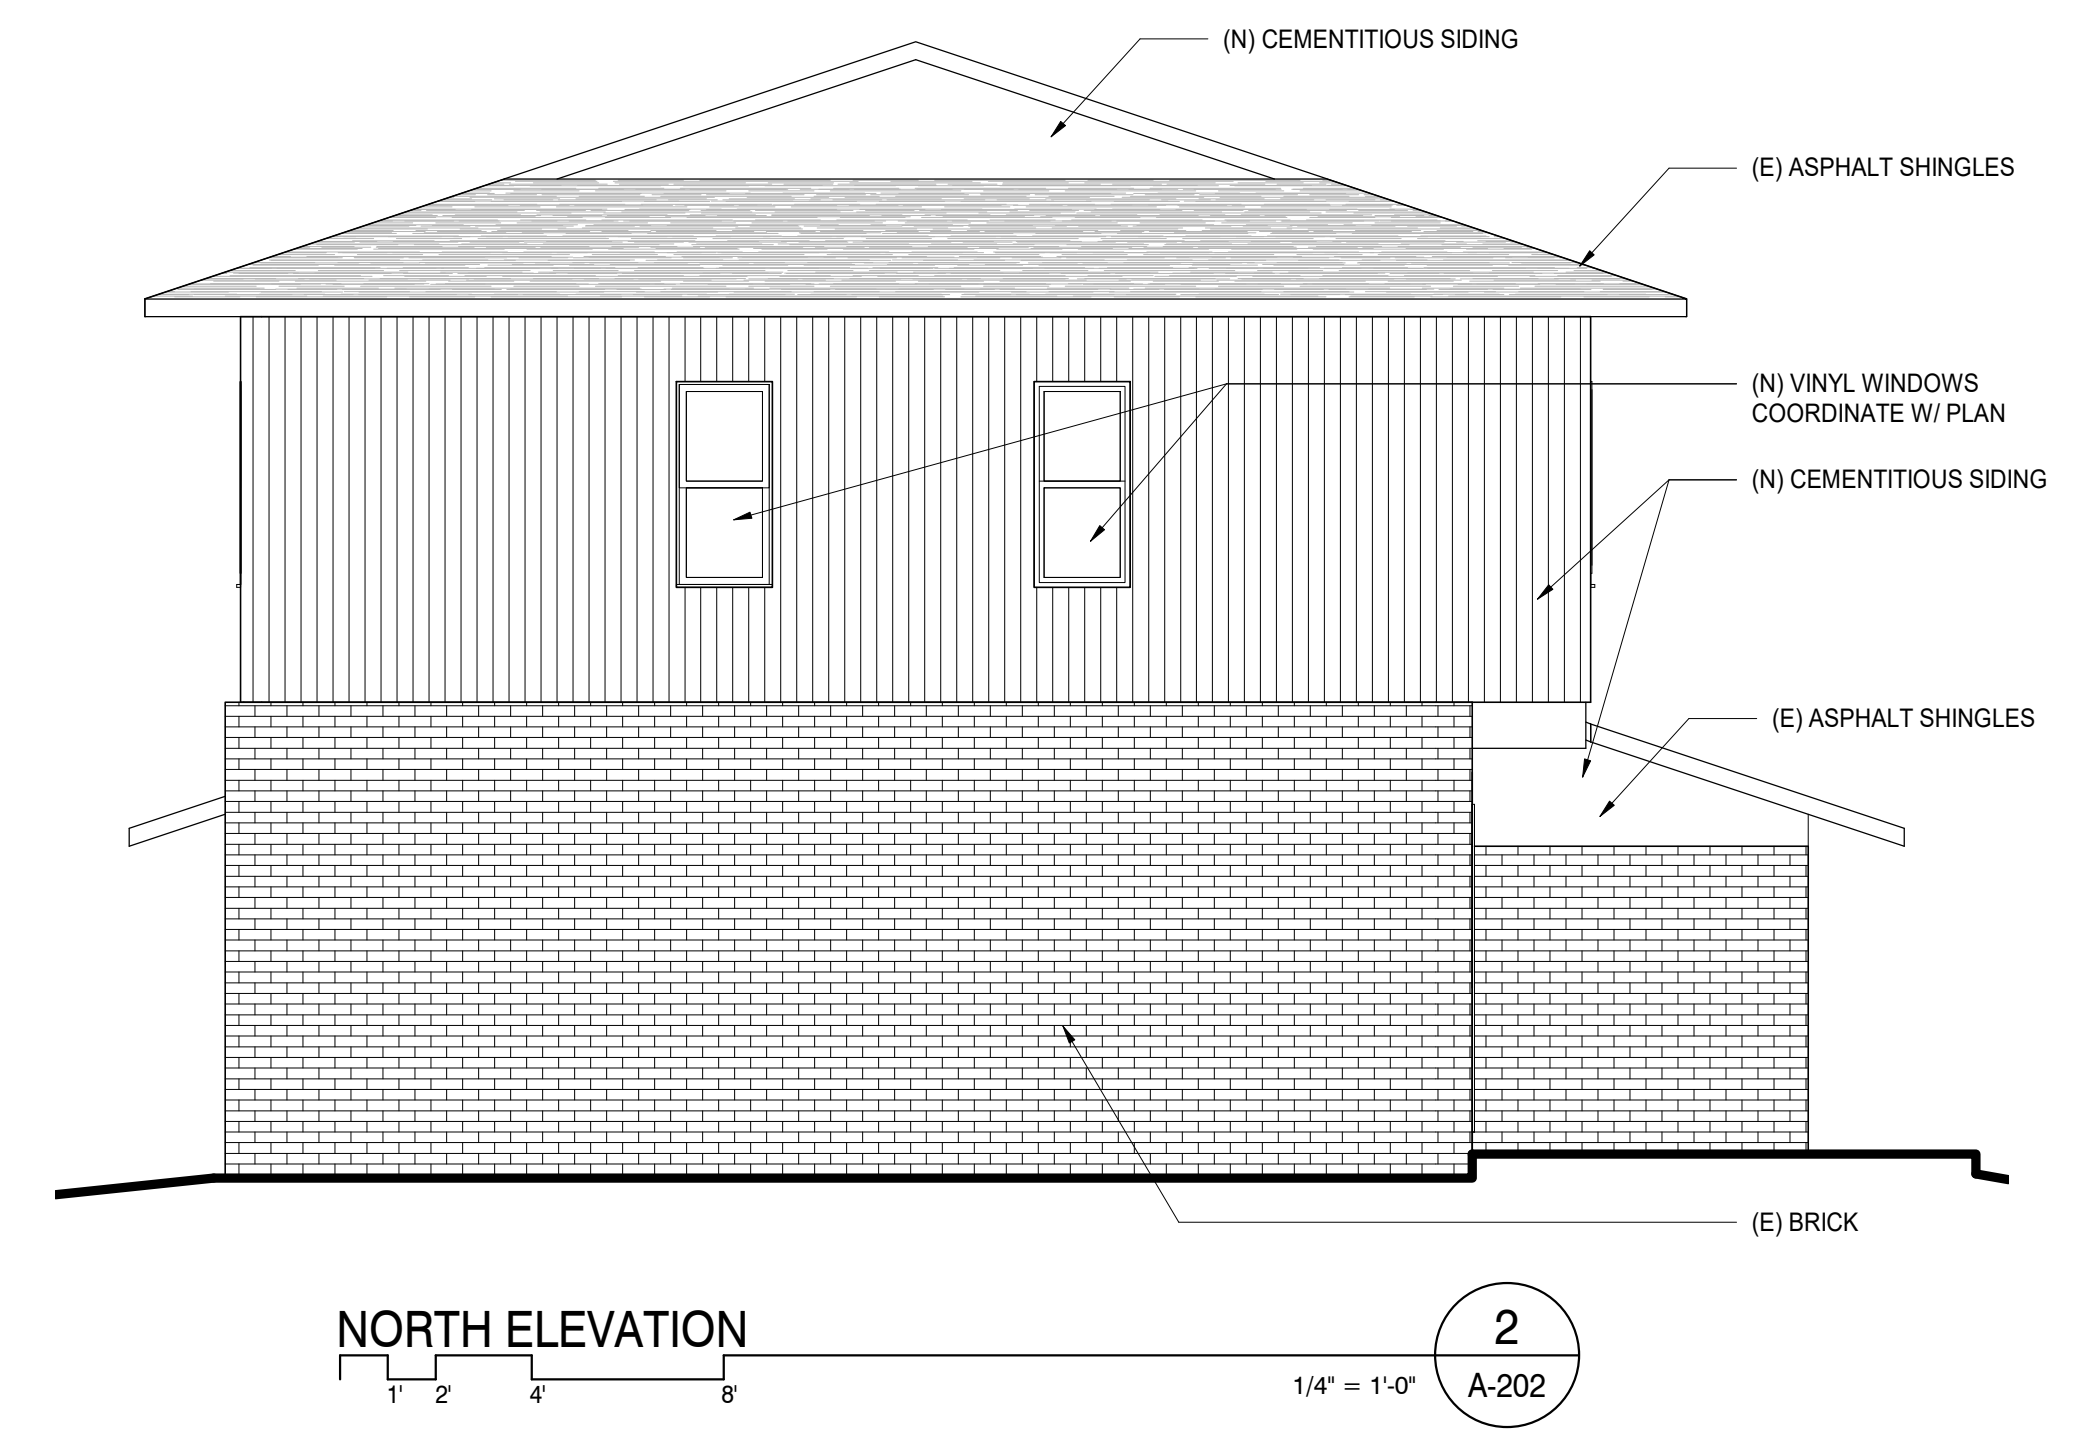 (N) CEMENTITIOUS SIDING
(E) ASPHALT SHINGLES
(N) VINYL WINDOWS
COORDINATE W/ PLAN
(N) CEMENTITIOUS SIDING
(E) ASPHALT SHINGLES
(E) BRICK
NORTH ELEVATION
1' 2' 4' 8'
1/4" = 1'-0"
2
A-202